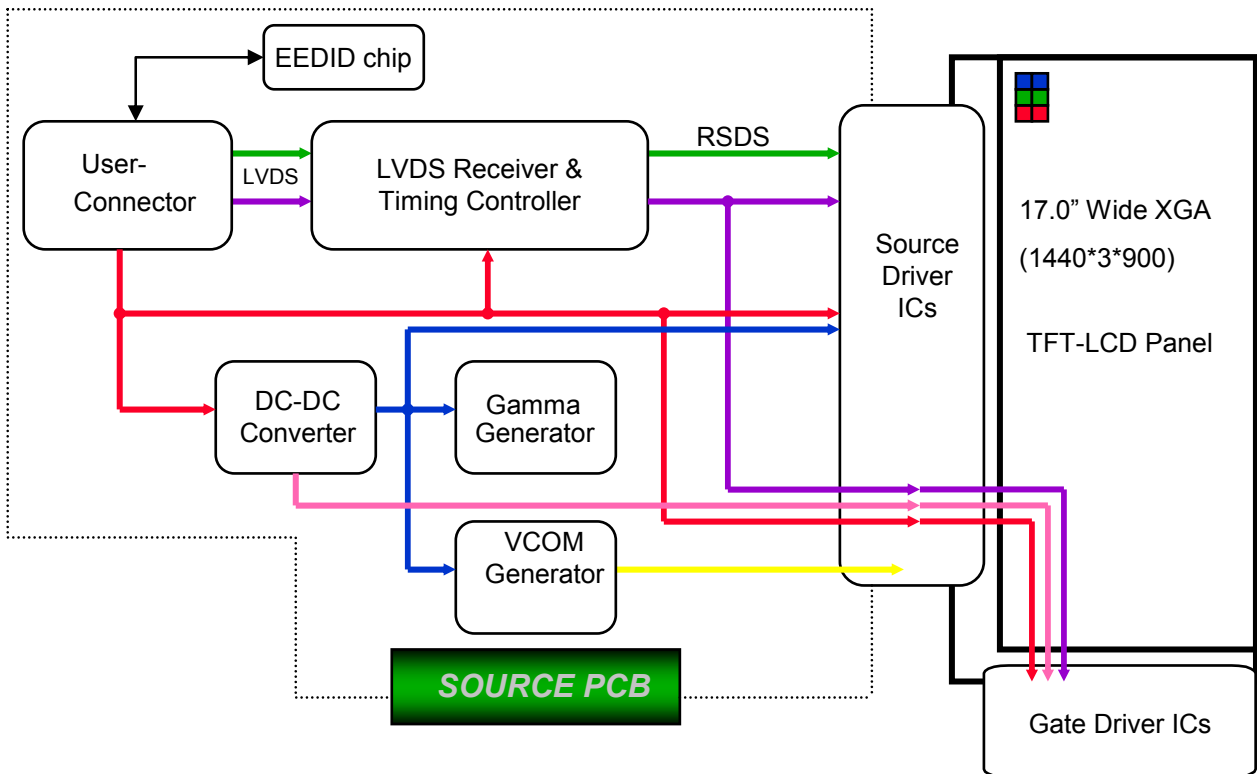 EEDID chip
User-
Connector
LVDS
LVDS Receiver &
Timing Controller
RSDS
Source
Driver
ICs
17.0” Wide XGA
(1440*3*900)
TFT-LCD Panel
DC-DC
Converter
Gamma
Generator
VCOM
Generator
SOURCE PCB
Gate Driver ICs